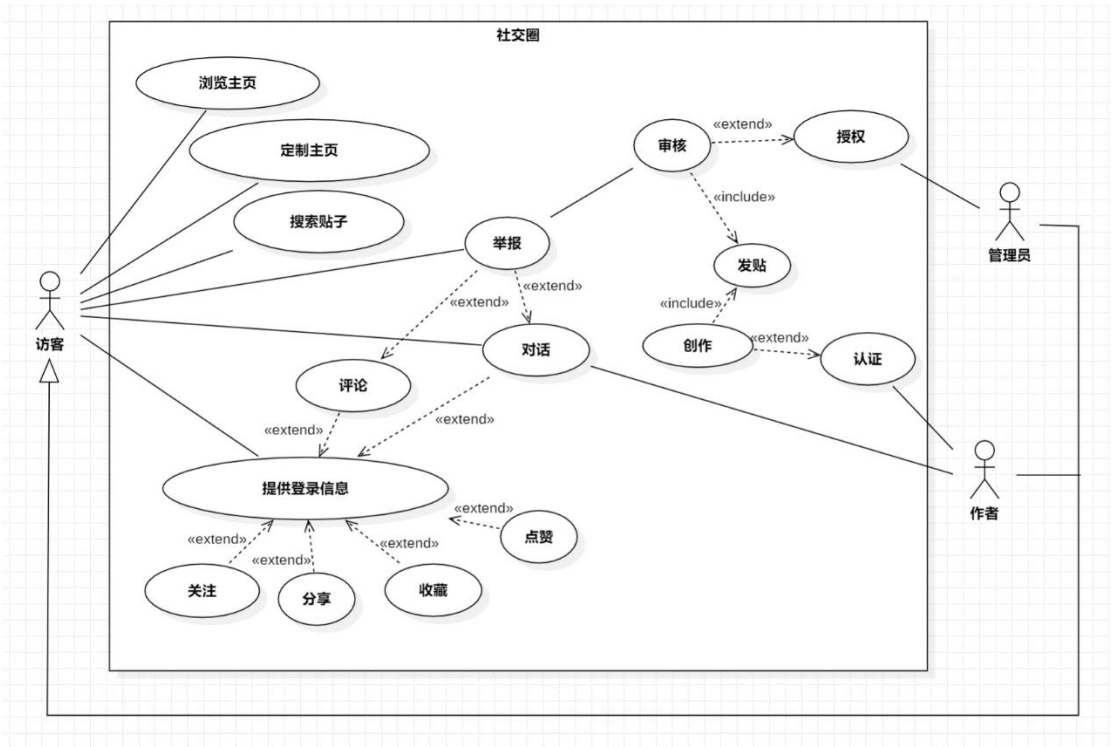 社交圈
浏览主页
定制主页
搜索贴子
审核
«extend»
授权
«include»
管理员
举报
发贴
«extend»
«extend»
«include»
访客
对话
创作
«extend»
认证
评论
«extend»
«extend»
提供登录信息
作者
«extend»
点赞
«extend»
«extend»
«extend»
关注
分享
收藏